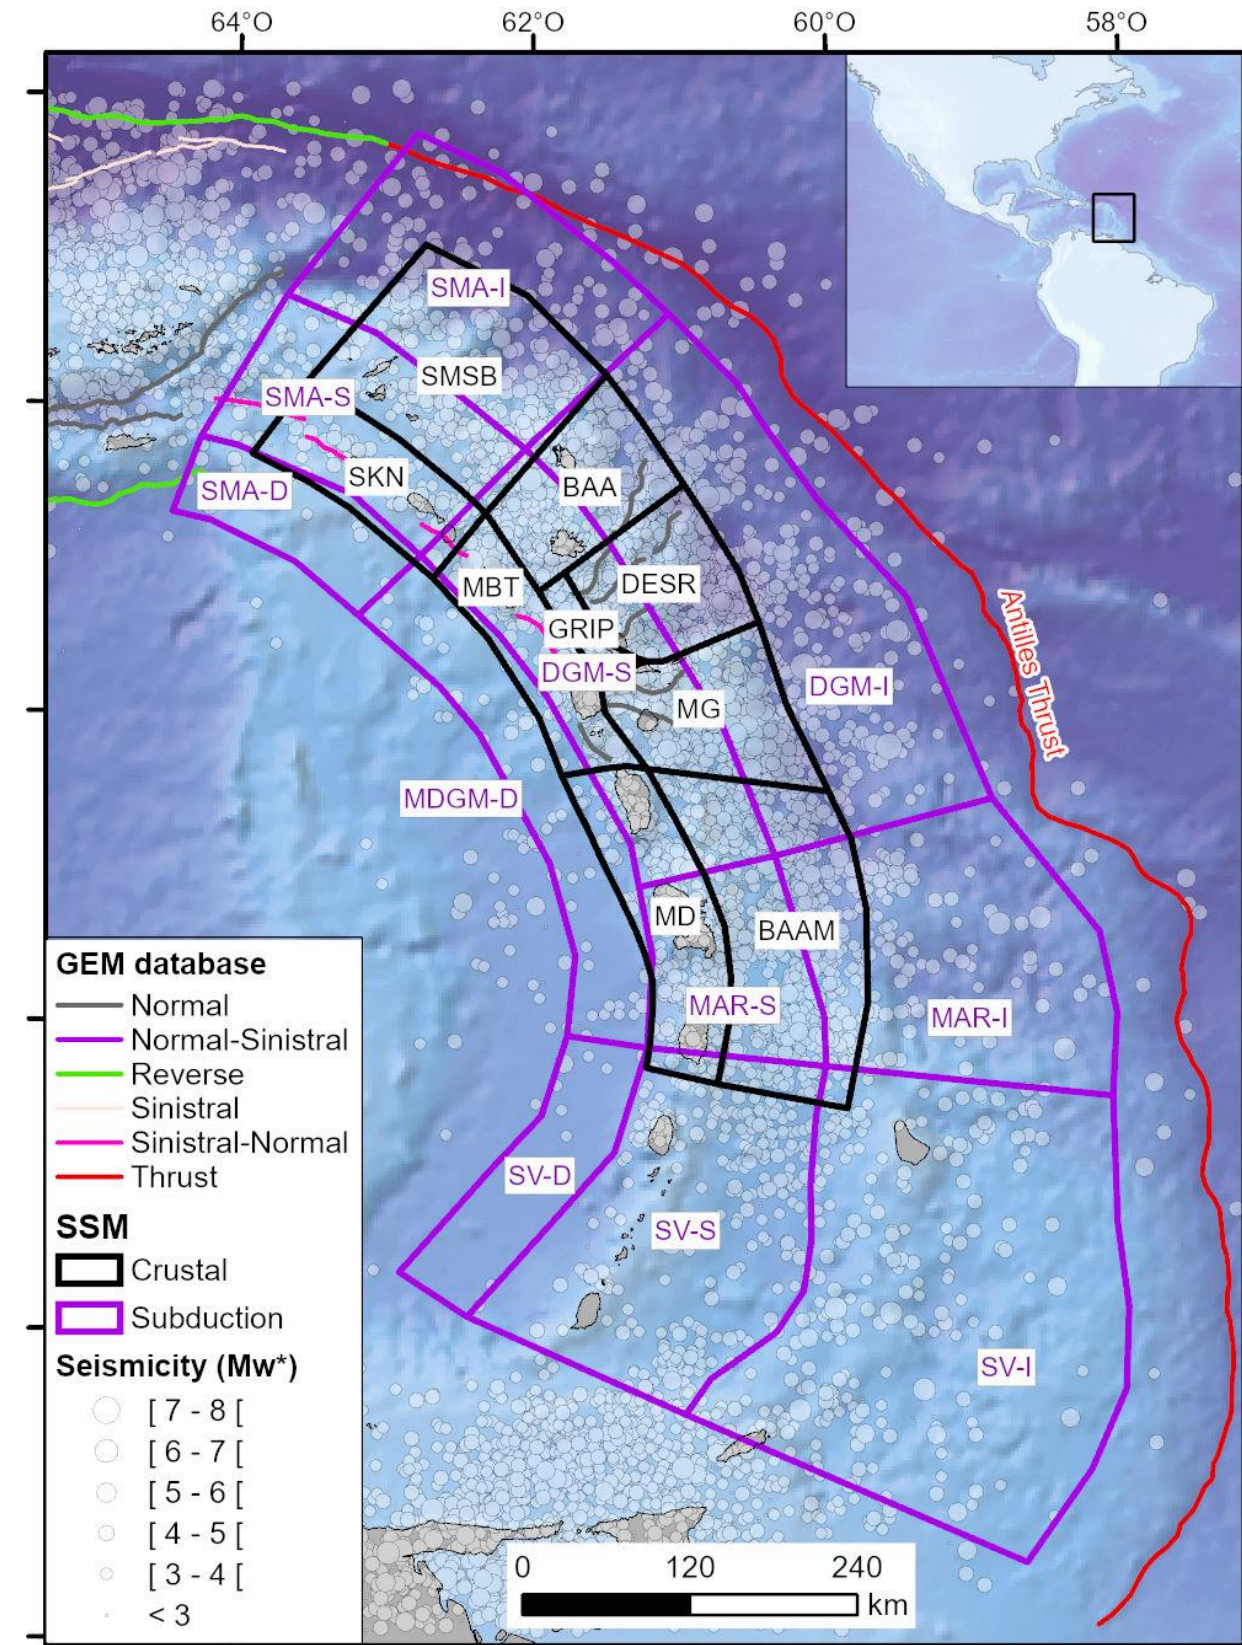 64°O 62°O 60°O 58°O
SMA-I
SMSB
SMA-S
SKN
BAA
SMA-D
MBT
DESR
GRIP
DGM-S
DGM-I
MG
Antilles Thrust
MDGM-D
MD
BAAM
MAR-S
MAR-I
SV-D
SV-S
SV-I
GEM database
Normal
Normal-Sinistral
Reverse
Sinistral
Sinistral-Normal
Thrust
SSM
Crustal
Subduction
Seismicity (Mw*)
[ 7 - 8 [
[ 6 - 7 [
[ 5 - 6 [
[ 4 - 5 [
[ 3 - 4 [
< 3
0 120 240
km